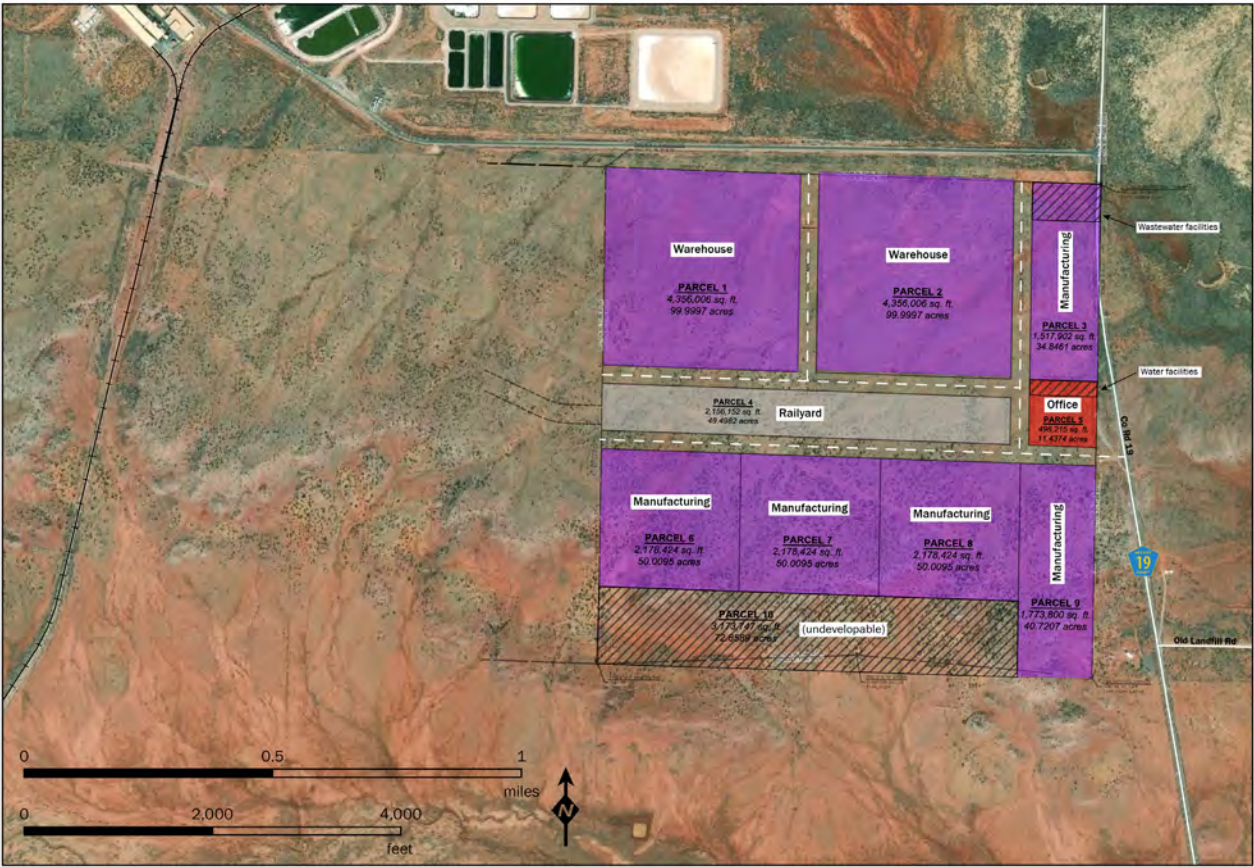 Wastewater facilities
Warehouse
PARCEL 1
4,356,006 sq. ft.
99.9997 acres
Warehouse
PARCEL 2
4,356,006 sq. ft.
99.9997 acres
Manufacturing
PARCEL 3
1,517,902 sq. ft.
34.8461 acres
Water facilities
PARCEL 4
2,156,152 sq. ft.
49.4982 acres
Railyard
Office
PARCEL 5
498,215 sq. ft.
11.4374 acres
Co Rd 19
Manufacturing
PARCEL 6
2,178,424 sq. ft.
50.0095 acres
Manufacturing
PARCEL 7
2,178,424 sq. ft.
50.0095 acres
Manufacturing
PARCEL 8
2,178,424 sq. ft.
50.0095 acres
Manufacturing
PARCEL 9
1,773,800 sq. ft.
40.7207 acres
19
PARCEL 10
3,173,747 sq. ft.
72.8589 acres
(undevelopable)
Old Landfill Rd
0 0.5 1
miles
0 2,000 4,000
feet
N